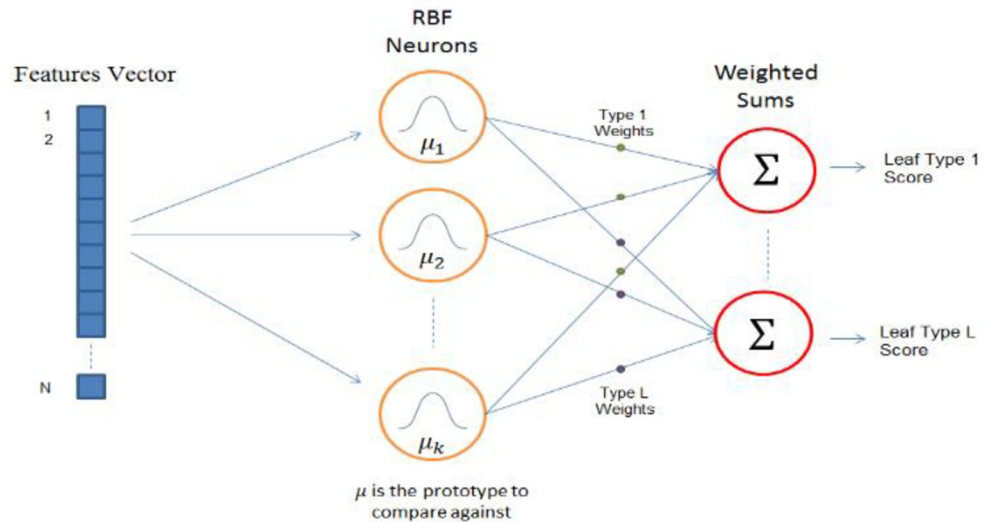 RBF
Neurons
Features Vector
1
2
N
μ₁
μ₂
μₖ
μ is the prototype to
compare against
Type 1
Weights
Type L
Weights
Weighted
Sums
Σ
Σ
Leaf Type 1
Score
Leaf Type L
Score